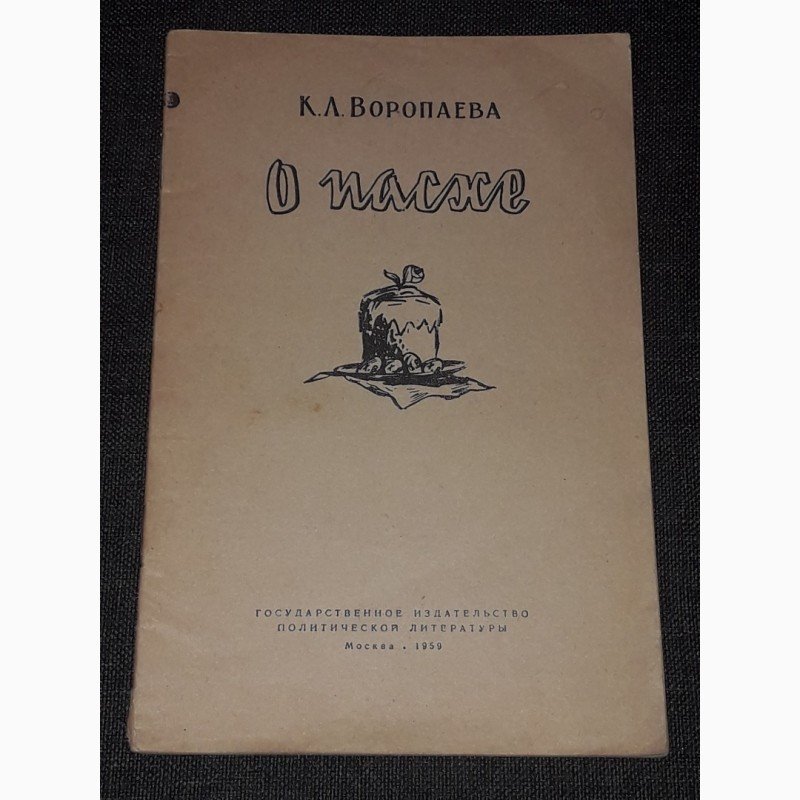 К. Л. ВОРОПАЕВА
О пасхе
ГОСУДАРСТВЕННОЕ ИЗДАТЕЛЬСТВО
ПОЛИТИЧЕСКОЙ ЛИТЕРАТУРЫ
Москва • 1959